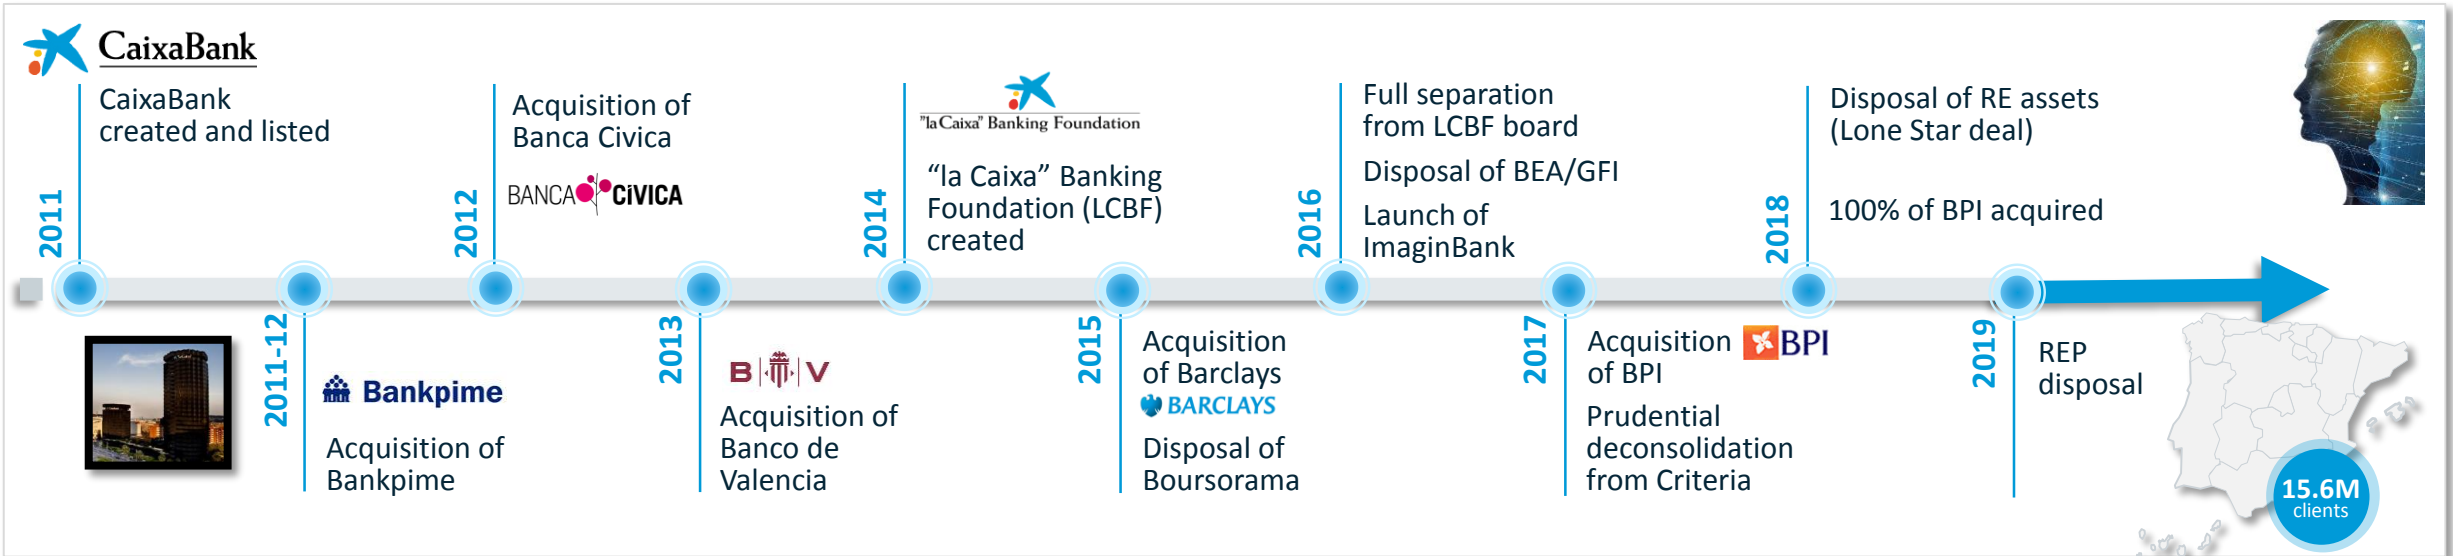 CaixaBank
2011
CaixaBank
created and listed
2011-12
Bankpime
Acquisition of
Bankpime
2012
Acquisition of
Banca Civica
BANCA CíVICA
2013
B V
Acquisition of
Banco de
Valencia
2014
"la Caixa" Banking Foundation
“la Caixa” Banking
Foundation (LCBF)
created
2015
Acquisition
of Barclays
BARCLAYS
Disposal of
Boursorama
2016
Full separation
from LCBF board
Disposal of BEA/GFI
Launch of
ImaginBank
2017
Acquisition
of BPI
BPI
Prudential
deconsolidation
from Criteria
2018
Disposal of RE assets
(Lone Star deal)
100% of BPI acquired
2019
REP
disposal
15.6M
clients